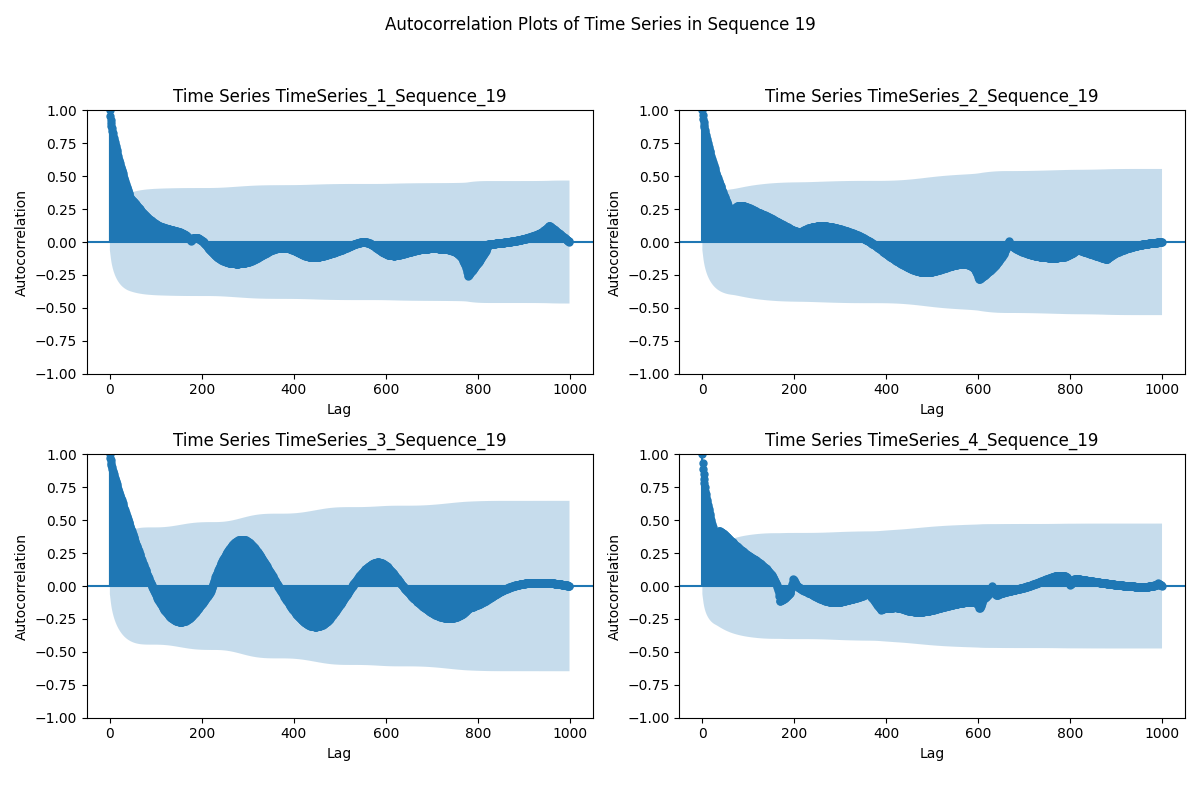 Autocorrelation Plots of Time Series in Sequence 19
Time Series TimeSeries_1_Sequence_19
1.00
0.75
0.50
0.25
0.00
−0.25
−0.50
−0.75
−1.00
Autocorrelation
0 200 400 600 800 1000
Lag
Time Series TimeSeries_2_Sequence_19
1.00
0.75
0.50
0.25
0.00
−0.25
−0.50
−0.75
−1.00
Autocorrelation
0 200 400 600 800 1000
Lag
Time Series TimeSeries_3_Sequence_19
1.00
0.75
0.50
0.25
0.00
−0.25
−0.50
−0.75
−1.00
Autocorrelation
0 200 400 600 800 1000
Lag
Time Series TimeSeries_4_Sequence_19
1.00
0.75
0.50
0.25
0.00
−0.25
−0.50
−0.75
−1.00
Autocorrelation
0 200 400 600 800 1000
Lag